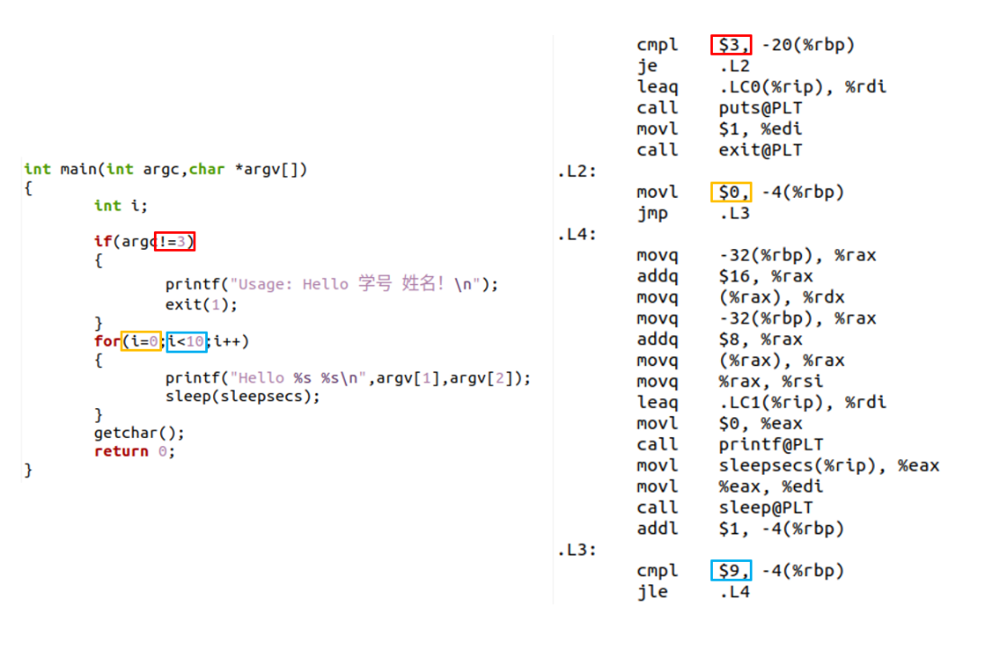 int main(int argc,char *argv[])
{
int i;
if(argc!=3)
{
printf("Usage: Hello 学号 姓名! \n");
exit(1);
}
for(i=0;i<10;i++)
{
printf("Hello %s %s\n",argv[1],argv[2]);
sleep(sleepsecs);
}
getchar();
return 0;
}
cmpl $3, -20(%rbp)
je .L2
leaq .LC0(%rip), %rdi
call puts@PLT
movl $1, %edi
call exit@PLT
.L2:
movl $0, -4(%rbp)
jmp .L3
.L4:
movq -32(%rbp), %rax
addq $16, %rax
movq (%rax), %rdx
movq -32(%rbp), %rax
addq $8, %rax
movq (%rax), %rax
movq %rax, %rsi
leaq .LC1(%rip), %rdi
movl $0, %eax
call printf@PLT
movl sleepsecs(%rip), %eax
movl %eax, %edi
call sleep@PLT
addl $1, -4(%rbp)
.L3:
cmpl $9, -4(%rbp)
jle .L4